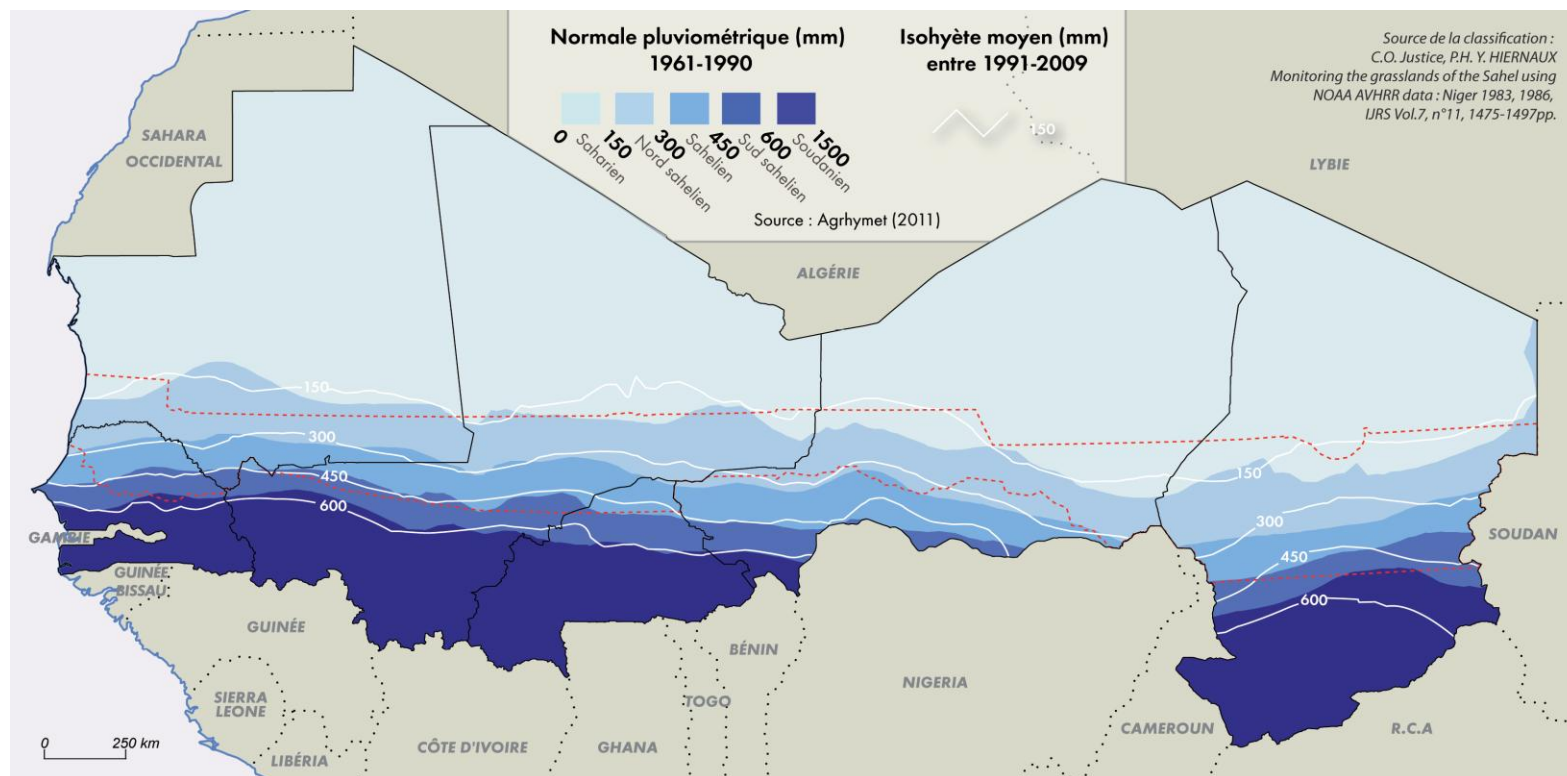 Normale pluviométrique (mm)
1961-1990
0
150
300
450
600
1500
Saharien
Nord sahelien
Sahelien
Sud sahelien
Soudanien
Isohyète moyen (mm)
entre 1991-2009
150
Source : Agrhymet (2011)
Source de la classification :
C.O. Justice, P.H. Y. HIERNAUX
Monitoring the grasslands of the Sahel using
NOAA AVHRR data : Niger 1983, 1986,
IJRS Vol.7, n°11, 1475-1497pp.
SAHARA
OCCIDENTAL
LYBIE
ALGÉRIE
150
300
450
600
150
300
450
600
GAMBIE
GUINÉE
BISSAU
GUINÉE
SIERRA
LEONE
LIBÉRIA
CÔTE D'IVOIRE
GHANA
TOGO
BÉNIN
NIGERIA
CAMEROUN
R.C.A
SOUDAN
0 250 km